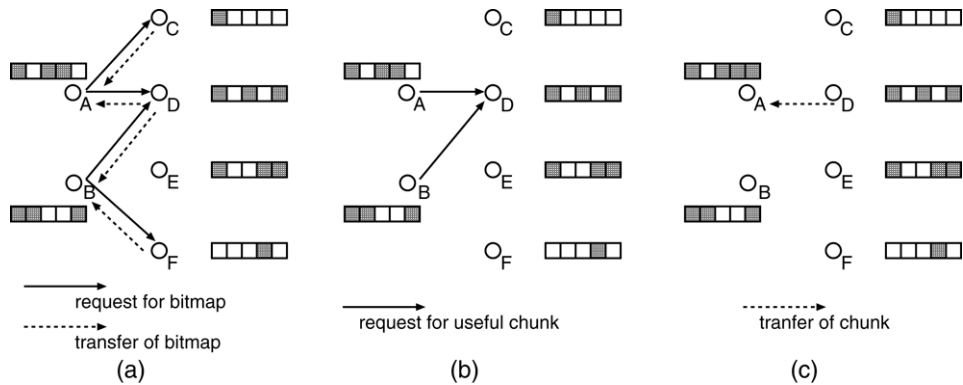 C
A
D
E
B
F
request for bitmap
transfer of bitmap
(a)
C
A
D
E
B
F
request for useful chunk
(b)
C
A
D
E
B
F
tranfer of chunk
(c)